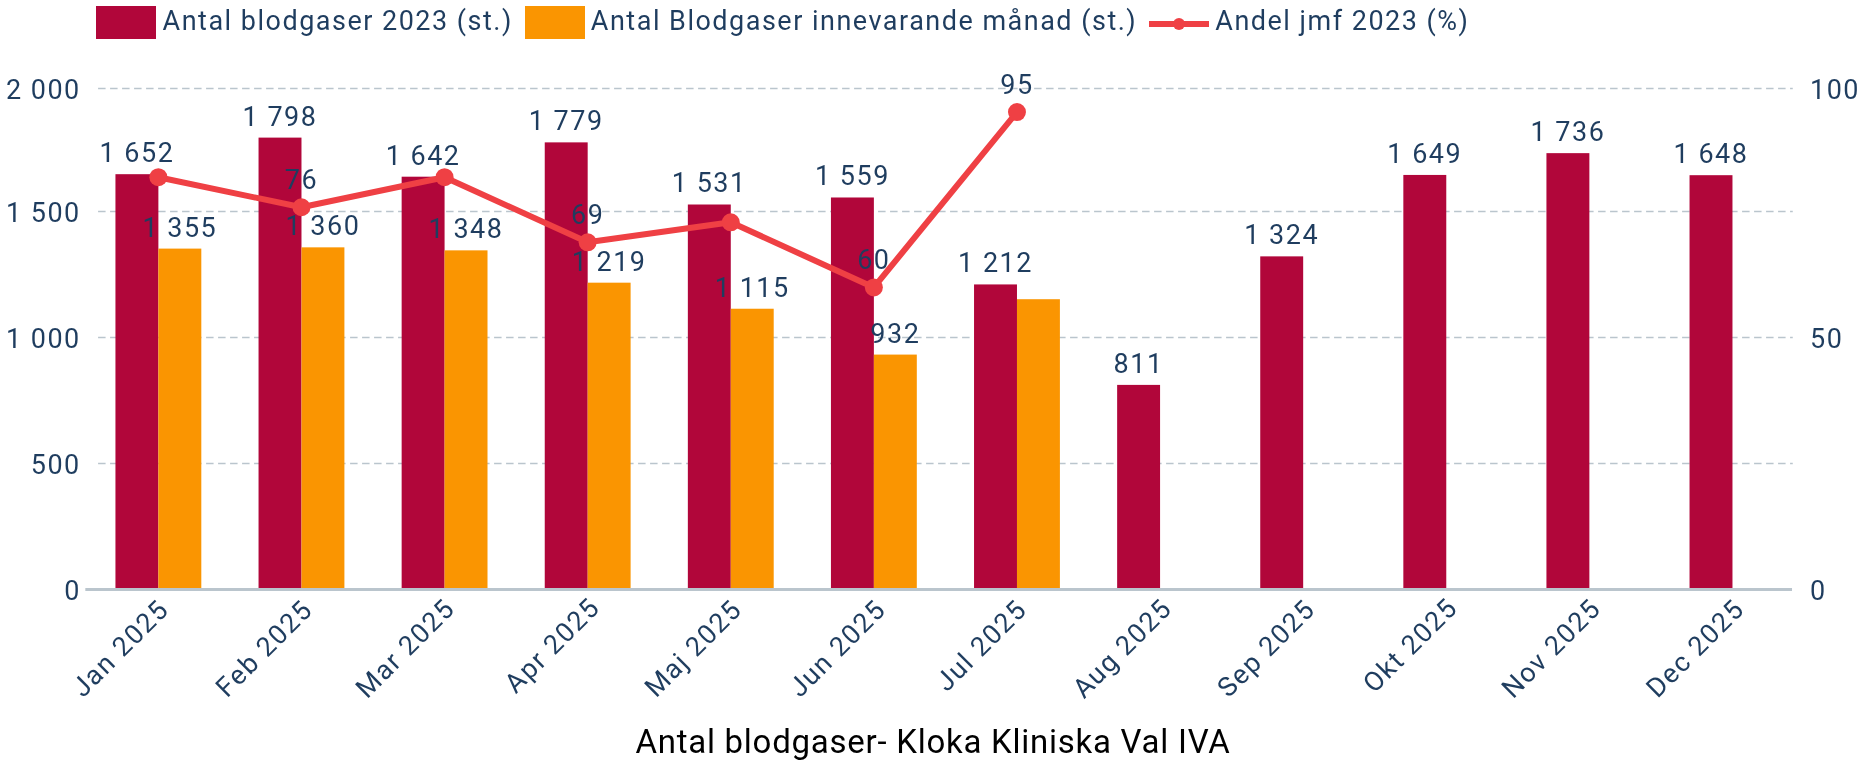 Antal blodgaser 2023 (st.) Antal Blodgaser innevarande månad (st.) Andel jmf 2023 (%)
2 000 1 500 1 000 500 0
100 50 0
1 652 1 798 1 642 1 779 1 531 1 559 1 212 811 1 324 1 649 1 736 1 648
1 355 1 360 1 348 1 219 1 115 932
76 69 60 95
Jan 2025 Feb 2025 Mar 2025 Apr 2025 Maj 2025 Jun 2025 Jul 2025 Aug 2025 Sep 2025 Okt 2025 Nov 2025 Dec 2025
Antal blodgaser- Kloka Kliniska Val IVA